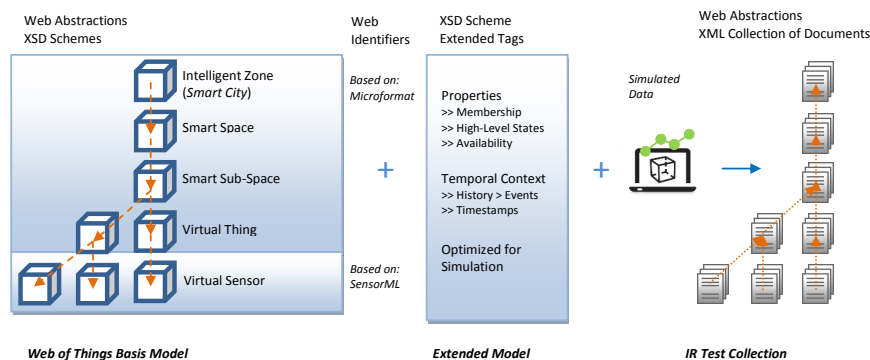 Web Abstractions
XSD Schemes
Web
Identifiers
XSD Scheme
Extended Tags
Web Abstractions
XML Collection of Documents
Intelligent Zone
(Smart City)
Smart Space
Smart Sub-Space
Virtual Thing
Virtual Sensor
Based on:
Microformat
+
Based on:
SensorML
Properties
>> Membership
>> High-Level States
>> Availability
Temporal Context
>> History > Events
>> Timestamps
Optimized for
Simulation
+
Simulated
Data
Web of Things Basis Model
Extended Model
IR Test Collection